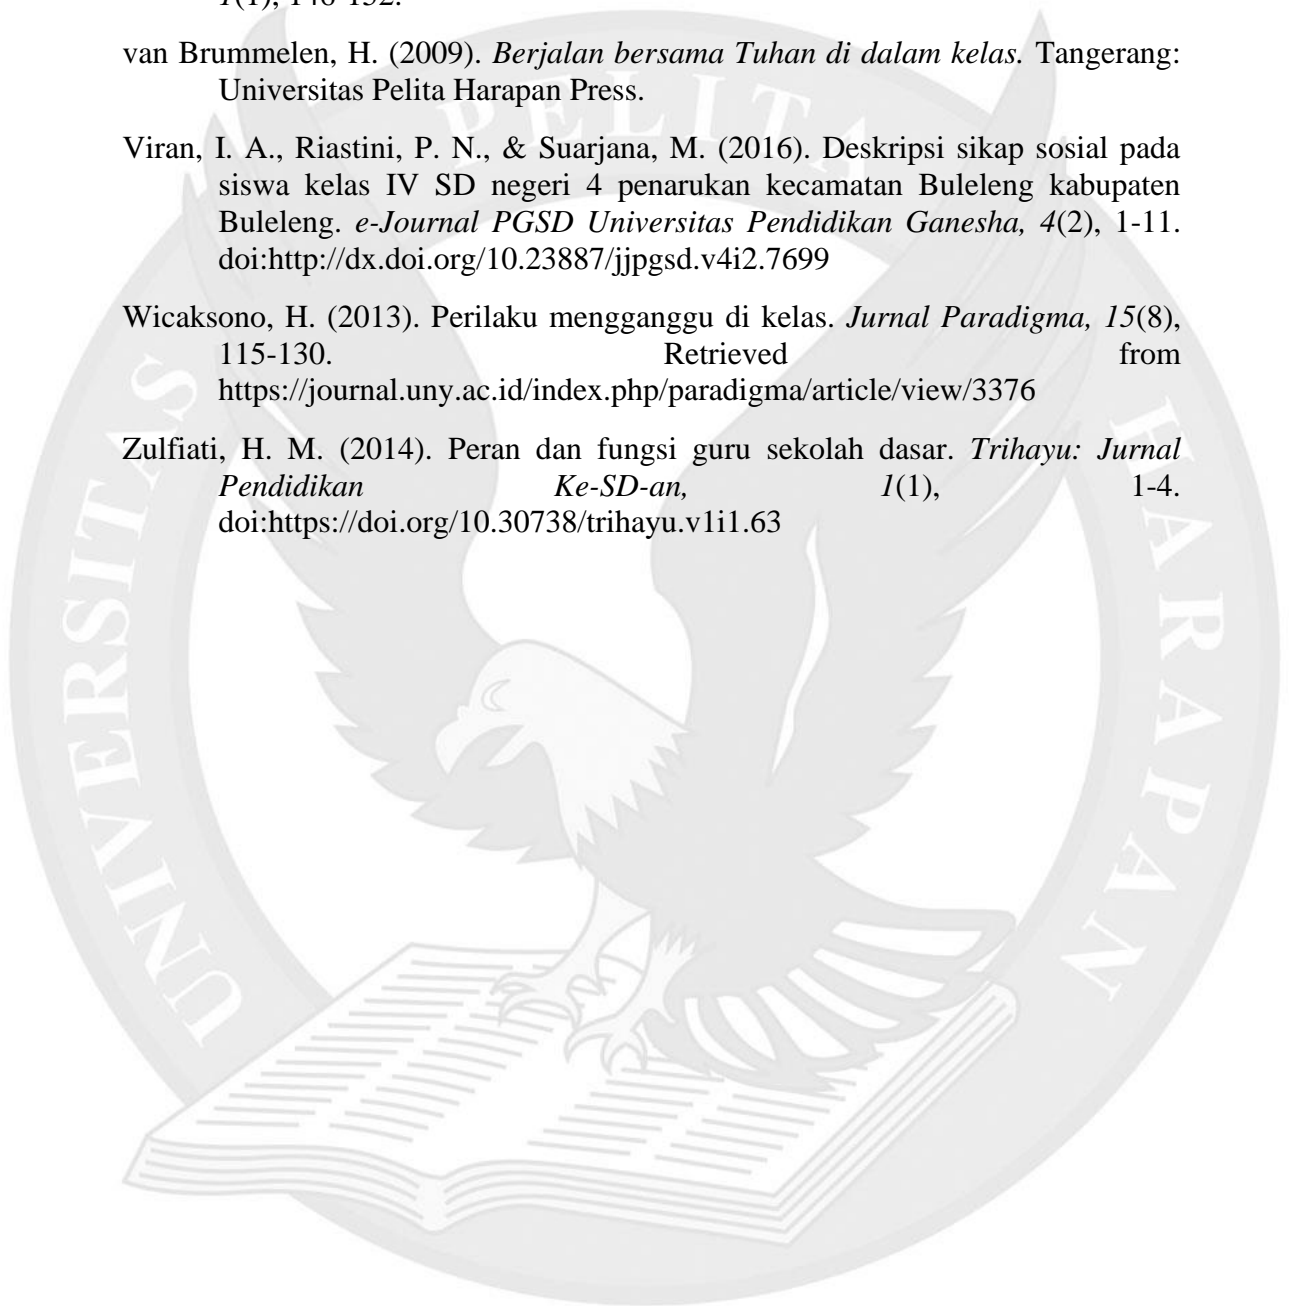 van Brummelen, H. (2009). Berjalan bersama Tuhan di dalam kelas. Tangerang:
Universitas Pelita Harapan Press.
Viran, I. A., Riastini, P. N., & Suarjana, M. (2016). Deskripsi sikap sosial pada
siswa kelas IV SD negeri 4 penarukan kecamatan Buleleng kabupaten
Buleleng. e-Journal PGSD Universitas Pendidikan Ganesha, 4(2), 1-11.
doi:http://dx.doi.org/10.23887/jjpgsd.v4i2.7699
Wicaksono, H. (2013). Perilaku mengganggu di kelas. Jurnal Paradigma, 15(8),
115-130. Retrieved from
https://journal.uny.ac.id/index.php/paradigma/article/view/3376
Zulfiati, H. M. (2014). Peran dan fungsi guru sekolah dasar. Trihayu: Jurnal
Pendidikan Ke-SD-an, 1(1), 1-4.
doi:https://doi.org/10.30738/trihayu.v1i1.63
UNIVERSITAS PELITA HARAPAN